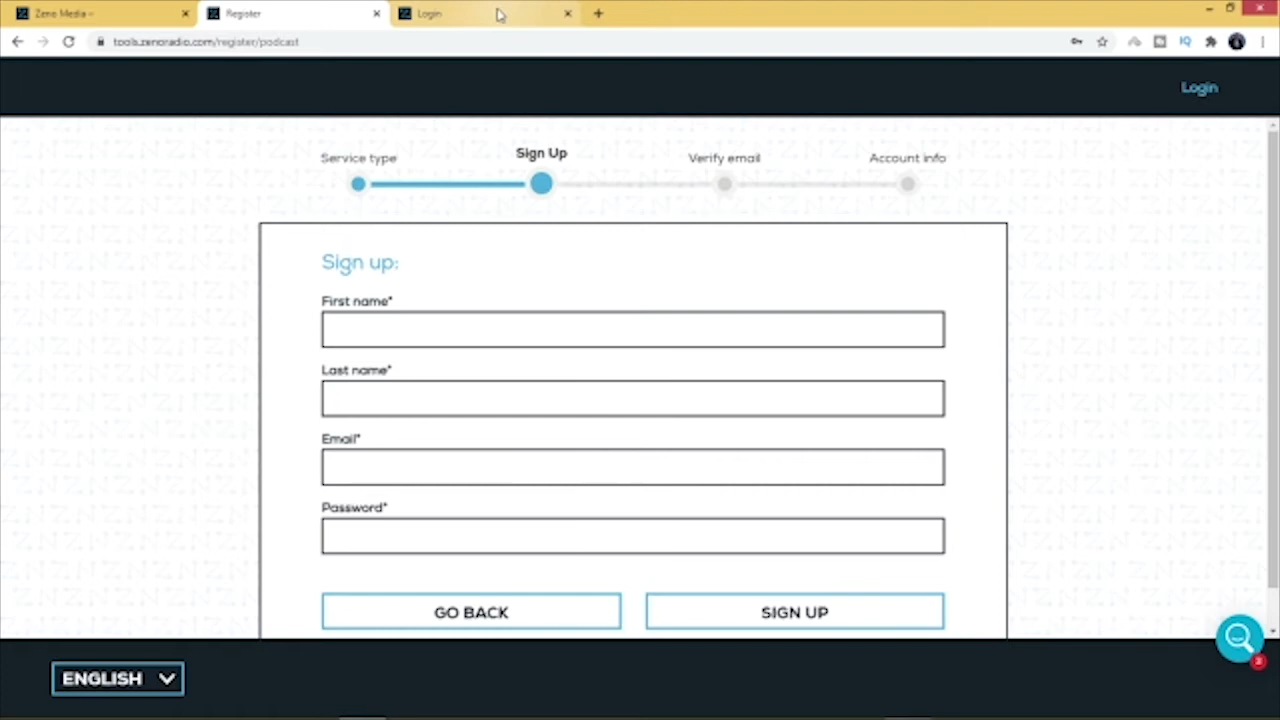 Zeno Media –
Register
Login
tools.zenoradio.com/register/podcast
Login
Service type
Sign Up
Verify email
Account info
Sign up:
First name*
Last name*
Email*
Password*
GO BACK
SIGN UP
ENGLISH